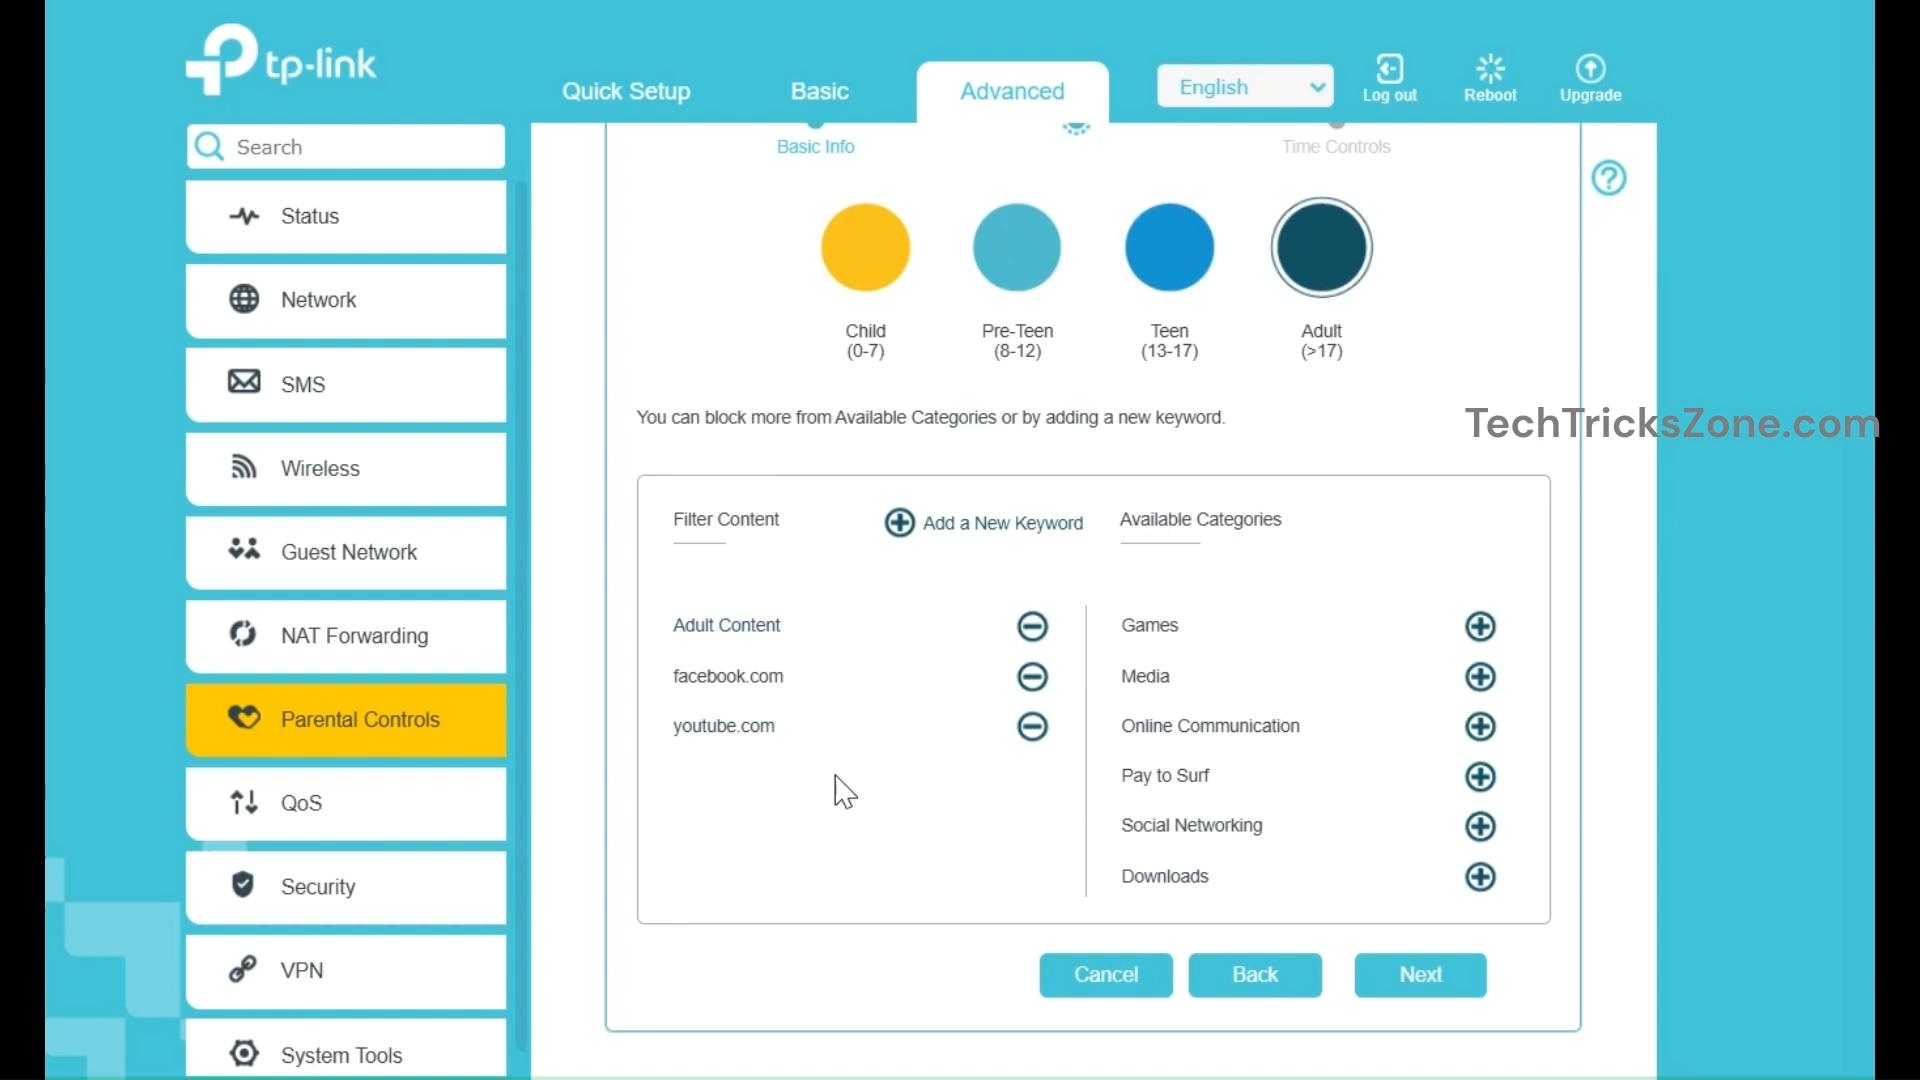 tp-link
Quick Setup
Basic
Advanced
English
Log out
Reboot
Upgrade
Search
Basic Info
Time Controls
Status
Network
SMS
Wireless
Guest Network
NAT Forwarding
Parental Controls
QoS
Security
VPN
System Tools
Child
(0-7)
Pre-Teen
(8-12)
Teen
(13-17)
Adult
(>17)
You can block more from Available Categories or by adding a new keyword.
TechTricksZone.com
Filter Content
Add a New Keyword
Available Categories
Adult Content
facebook.com
youtube.com
Games
Media
Online Communication
Pay to Surf
Social Networking
Downloads
Cancel
Back
Next